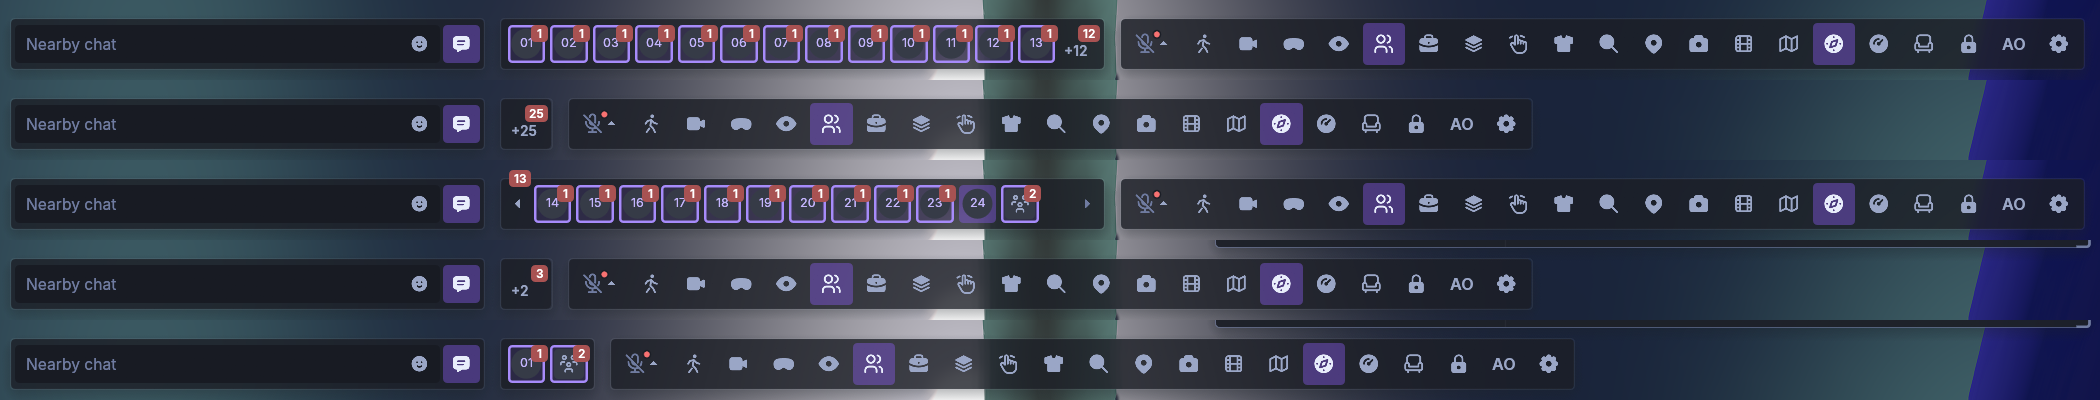 Nearby chat 01 1 02 1 03 1 04 1 05 1 06 1 07 1 08 1 09 1 10 1 11 1 12 1 13 1 12 +12 AO
Nearby chat 25 +25 AO
Nearby chat 13 14 1 15 1 16 1 17 1 18 1 19 1 20 1 21 1 22 1 23 1 24 2 AO
Nearby chat 3 +2 AO
Nearby chat 01 1 2 AO